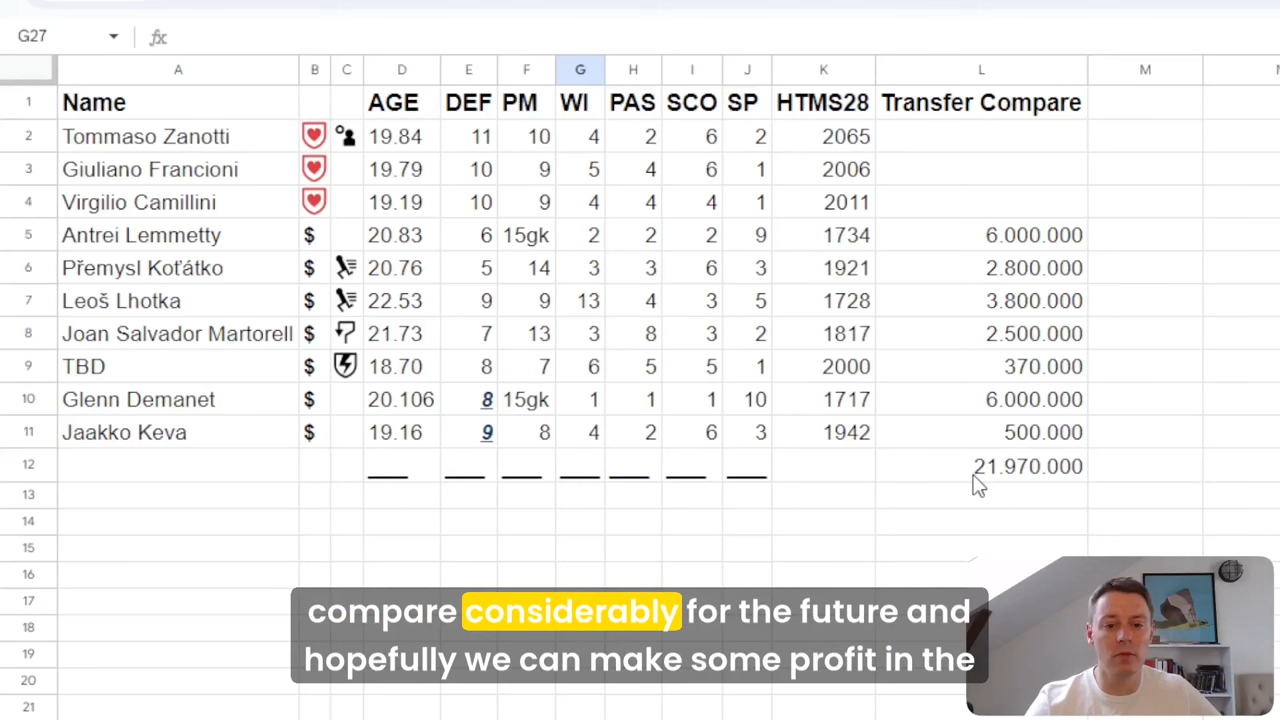 G27 fx
A B C D E F G H I J K L M
1 Name AGE DEF PM WI PAS SCO SP HTMS28 Transfer Compare
2 Tommaso Zanotti 19.84 11 10 4 2 6 2 2065
3 Giuliano Francioni 19.79 10 9 5 4 6 1 2006
4 Virgilio Camillini 19.19 10 9 4 4 4 1 2011
5 Antrei Lemmetty $ 20.83 6 15gk 2 2 2 9 1734 6.000.000
6 Přemysl Koťátko $ 20.76 5 14 3 3 6 3 1921 2.800.000
7 Leoš Lhotka $ 22.53 9 9 13 4 3 5 1728 3.800.000
8 Joan Salvador Martorell $ 21.73 7 13 3 8 3 2 1817 2.500.000
9 TBD $ 18.70 8 7 6 5 5 1 2000 370.000
10 Glenn Demanet $ 20.106 8 15gk 1 1 1 10 1717 6.000.000
11 Jaakko Keva $ 19.16 9 8 4 2 6 3 1942 500.000
12 21.970.000
13
14
15
16
17
18
19
20
21
compare considerably for the future and
hopefully we can make some profit in the